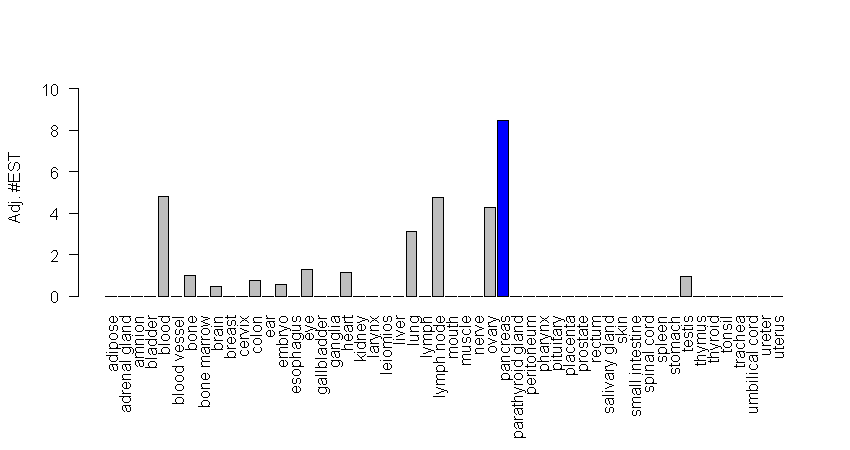 10
8
6
4
2
0
Adj. #EST
adipose
adrenal gland
amnion
bladder
blood
blood vessel
bone
bone marrow
brain
breast
cervix
colon
ear
embryo
esophagus
eye
gallbladder
ganglia
heart
kidney
larynx
leiomios
liver
lung
lymph
lymph node
mouth
muscle
nerve
ovary
pancreas
parathyroid gland
peritoneum
pharynx
pituitary
placenta
prostate
rectum
salivary gland
skin
small intestine
spinal cord
spleen
stomach
testis
thymus
thyroid
tonsil
trachea
umbilical cord
ureter
uterus